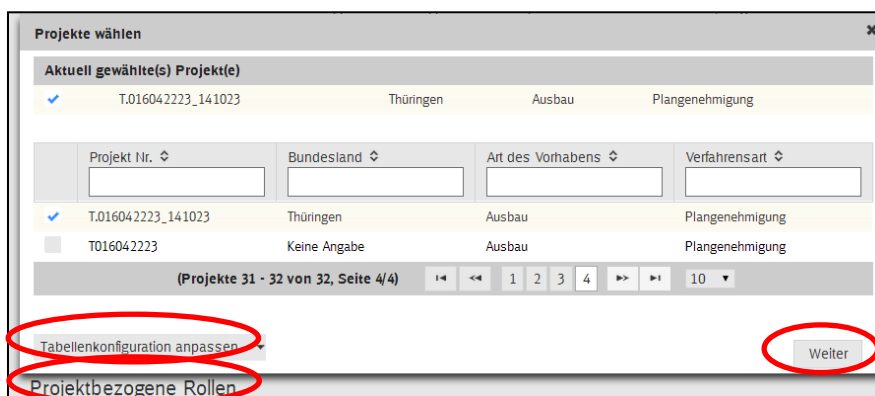 Projekte wählen
Aktuell gewählte(s) Projekt(e)
T.016042223_141023 Thüringen Ausbau Plangenehmigung
Projekt Nr. Bundesland Art des Vorhabens Verfahrensart
T.016042223_141023 Thüringen Ausbau Plangenehmigung
T016042223 Keine Angabe Ausbau Plangenehmigung
(Projekte 31 - 32 von 32, Seite 4/4) 1 2 3 4 10
Tabellenkonfiguration anpassen
Weiter
Projektbezogene Rollen